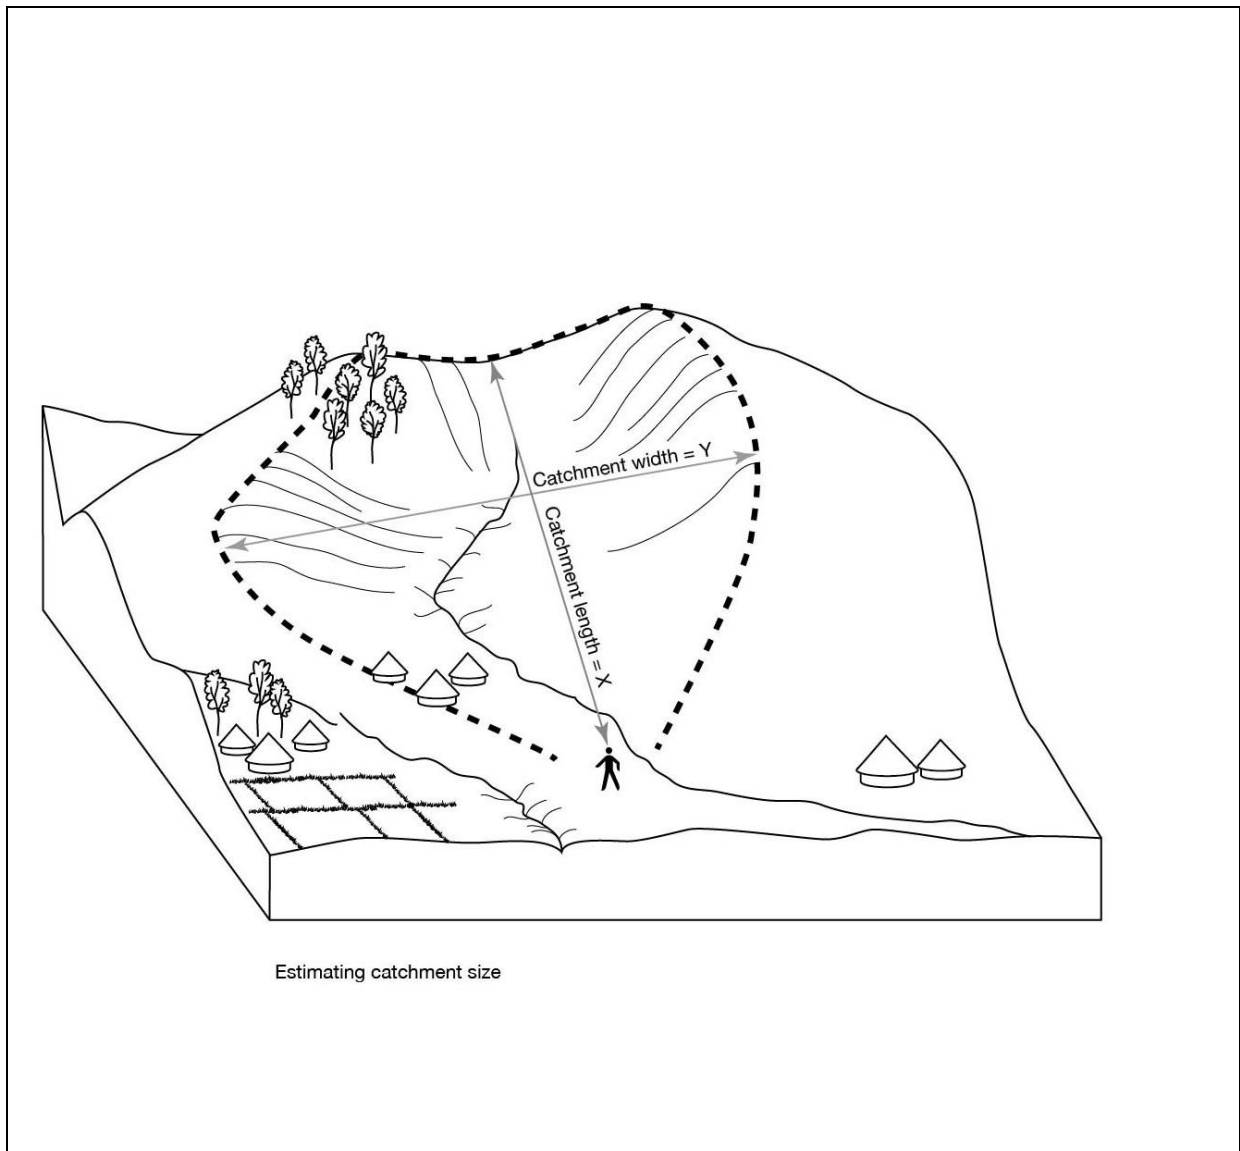 Catchment width = Y
Catchment length = X
Estimating catchment size